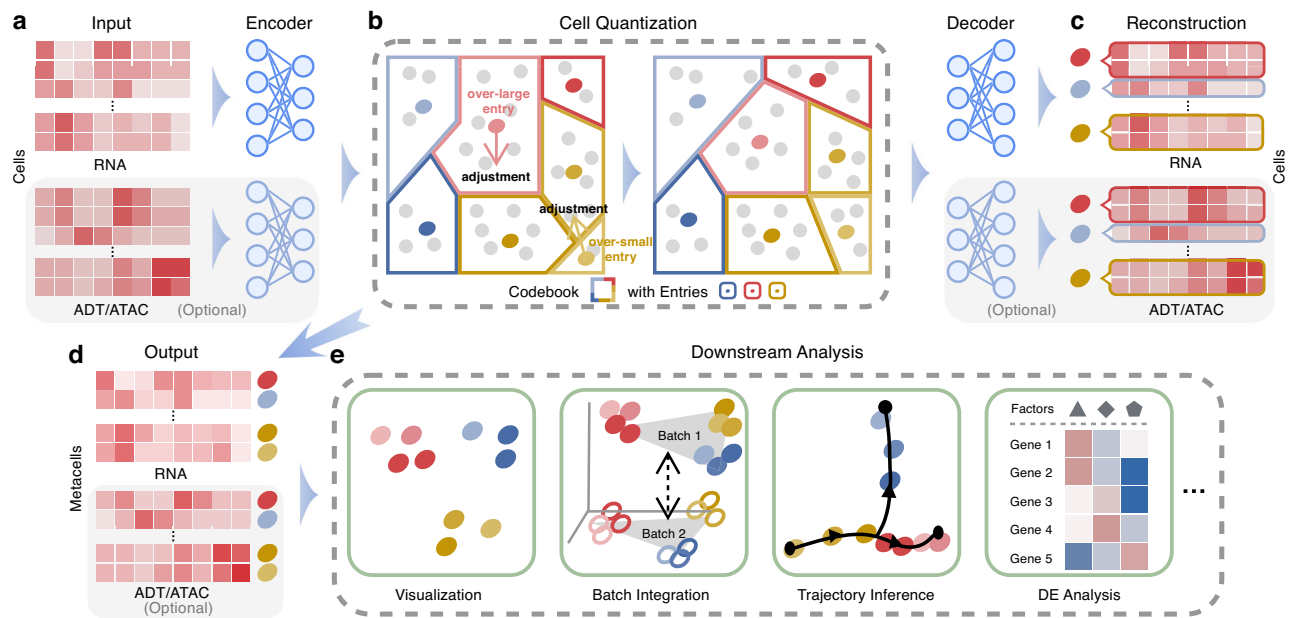 a
Input
Encoder
b
Cell Quantization
Decoder
c
Reconstruction
Cells
RNA
ADT/ATAC
(Optional)
over-large
entry
adjustment
adjustment
over-small
entry
Codebook
with Entries
(Optional)
RNA
Cells
ADT/ATAC
d
Output
Metacells
RNA
ADT/ATAC
(Optional)
e
Downstream Analysis
Batch 1
Batch 2
Factors
Gene 1
Gene 2
Gene 3
Gene 4
Gene 5
...
Visualization
Batch Integration
Trajectory Inference
DE Analysis